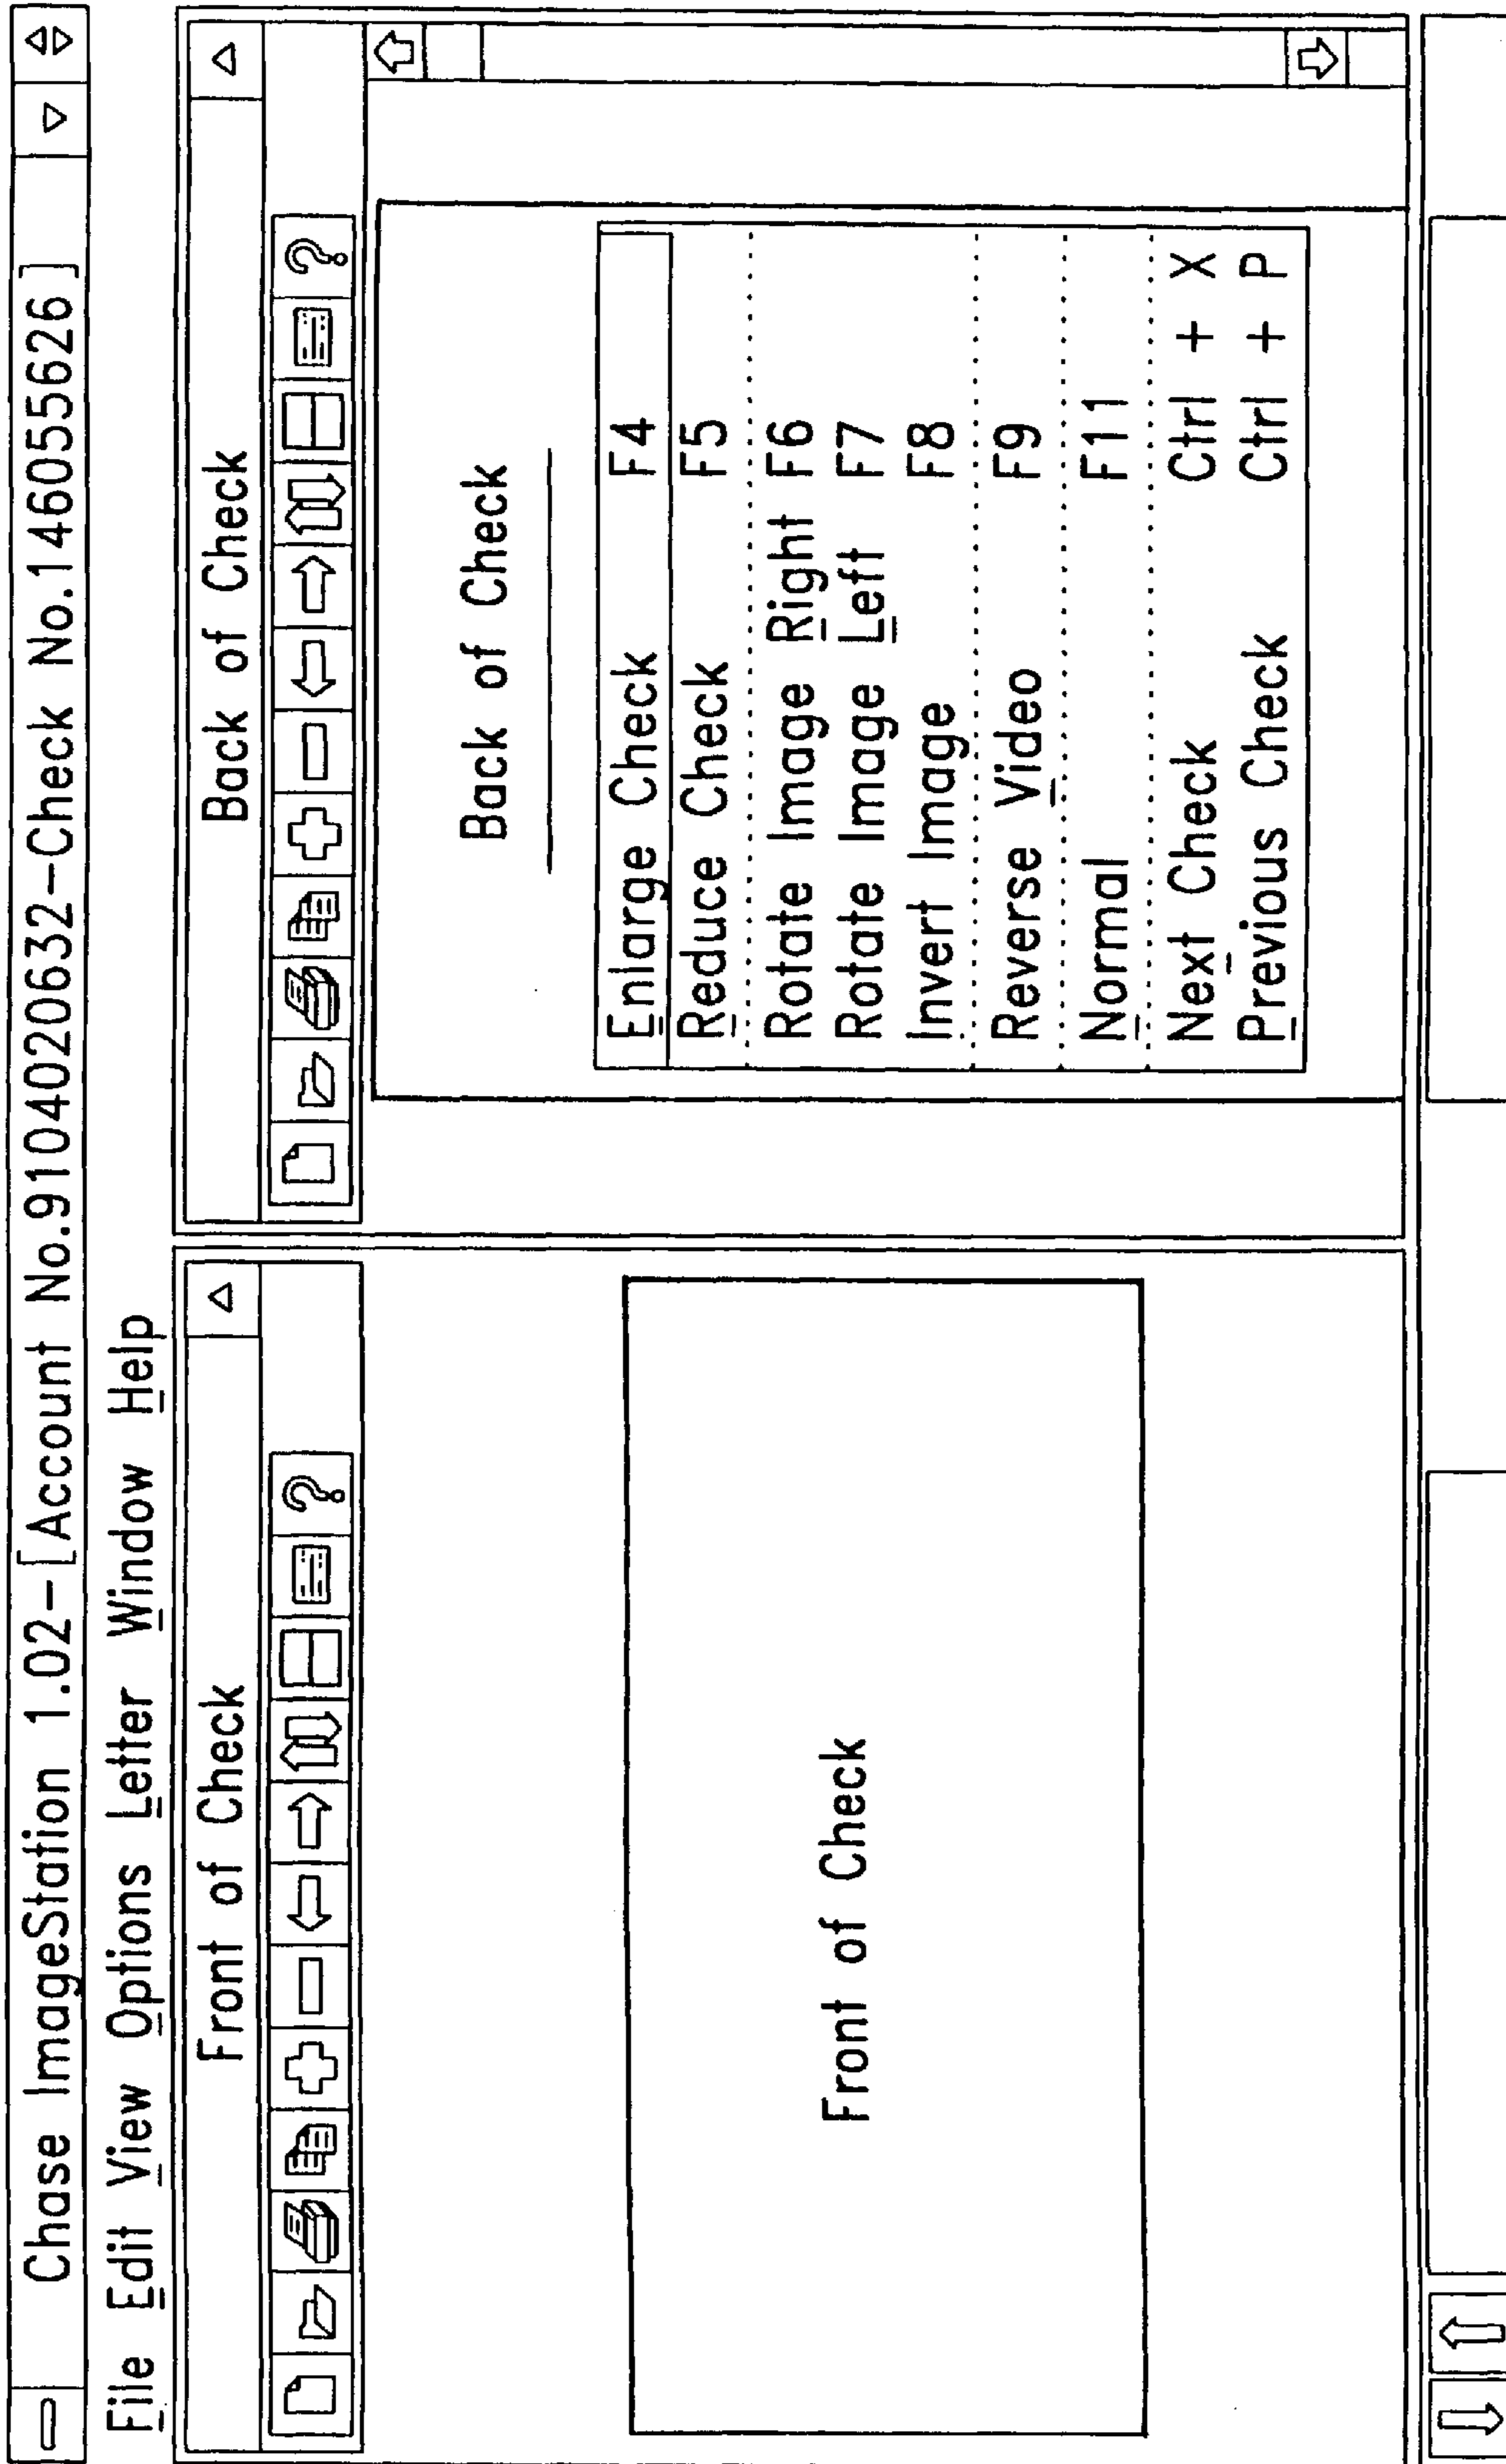 Chase ImageStation 1.02-[Account No.9104020632-Check No.146055626]
File Edit View Options Letter Window Help
Front of Check
?
Front of Check
Back of Check
?
Back of Check
Enlarge Check F4
Reduce Check F5
Rotate Image Right F6
Rotate Image Left F7
Invert Image F8
Reverse Video F9
Normal F11
Next Check Ctrl + X
Previous Check Ctrl + P